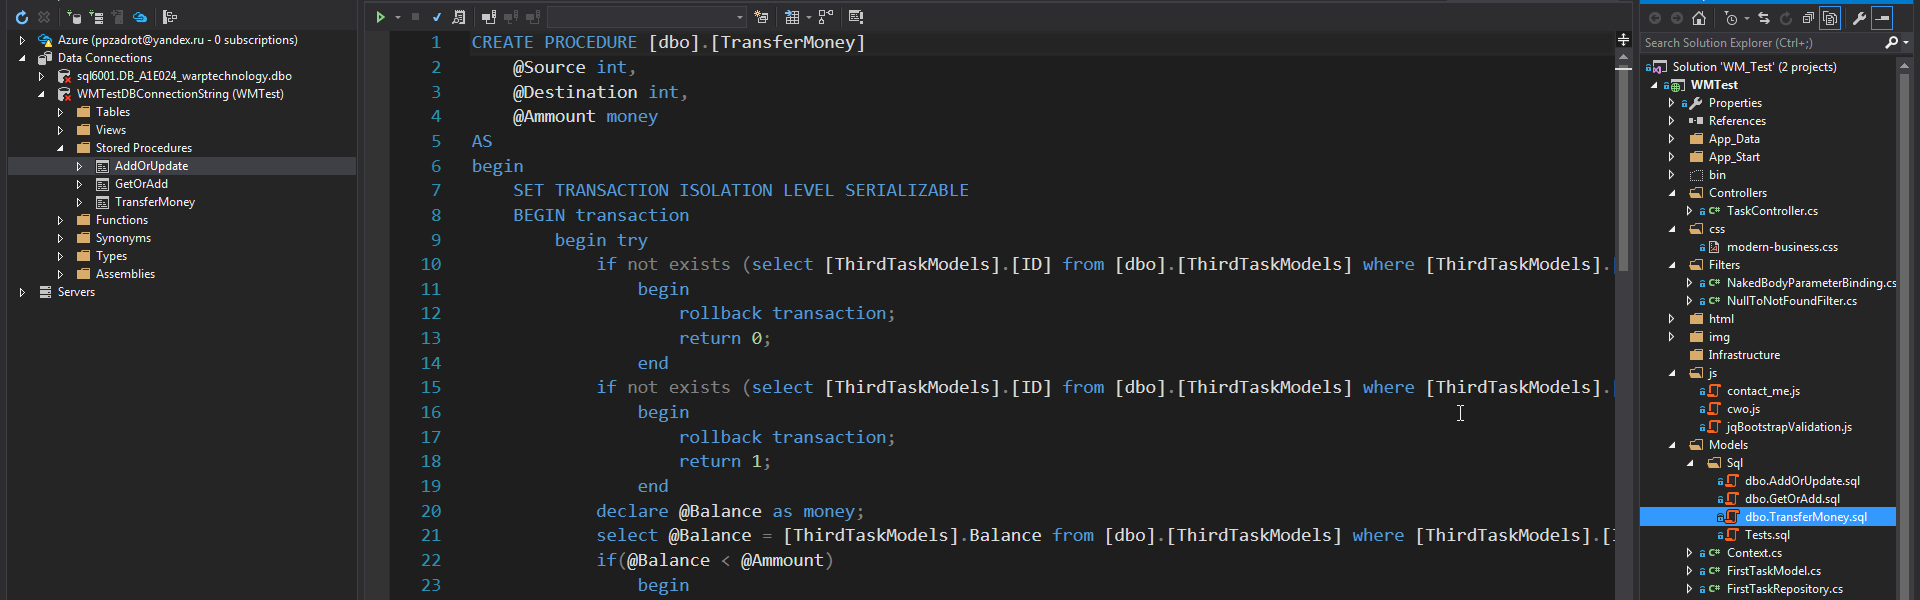 Azure (ppzadrot@yandex.ru - 0 subscriptions)
Data Connections
sql6001.DB_A1E024_warptechnology.dbo
WMTestDBConnectionString (WMTest)
Tables
Views
Stored Procedures
AddOrUpdate
GetOrAdd
TransferMoney
Functions
Synonyms
Types
Assemblies
Servers
1 CREATE PROCEDURE [dbo].[TransferMoney]
2 @Source int,
3 @Destination int,
4 @Ammount money
5 AS
6 begin
7 SET TRANSACTION ISOLATION LEVEL SERIALIZABLE
8 BEGIN transaction
9 begin try
10 if not exists (select [ThirdTaskModels].[ID] from [dbo].[ThirdTaskModels] where [ThirdTaskModels].
11 begin
12 rollback transaction;
13 return 0;
14 end
15 if not exists (select [ThirdTaskModels].[ID] from [dbo].[ThirdTaskModels] where [ThirdTaskModels].
16 begin
17 rollback transaction;
18 return 1;
19 end
20 declare @Balance as money;
21 select @Balance = [ThirdTaskModels].Balance from [dbo].[ThirdTaskModels] where [ThirdTaskModels].[
22 if(@Balance < @Ammount)
23 begin
Search Solution Explorer (Ctrl+;)
Solution 'WM_Test' (2 projects)
WMTest
Properties
References
App_Data
App_Start
bin
Controllers
C# TaskController.cs
css
modern-business.css
Filters
C# NakedBodyParameterBinding.cs
C# NullToNotFoundFilter.cs
html
img
Infrastructure
js
contact_me.js
cwo.js
jqBootstrapValidation.js
Models
Sql
dbo.AddOrUpdate.sql
dbo.GetOrAdd.sql
dbo.TransferMoney.sql
Tests.sql
C# Context.cs
C# FirstTaskModel.cs
C# FirstTaskRepository.cs